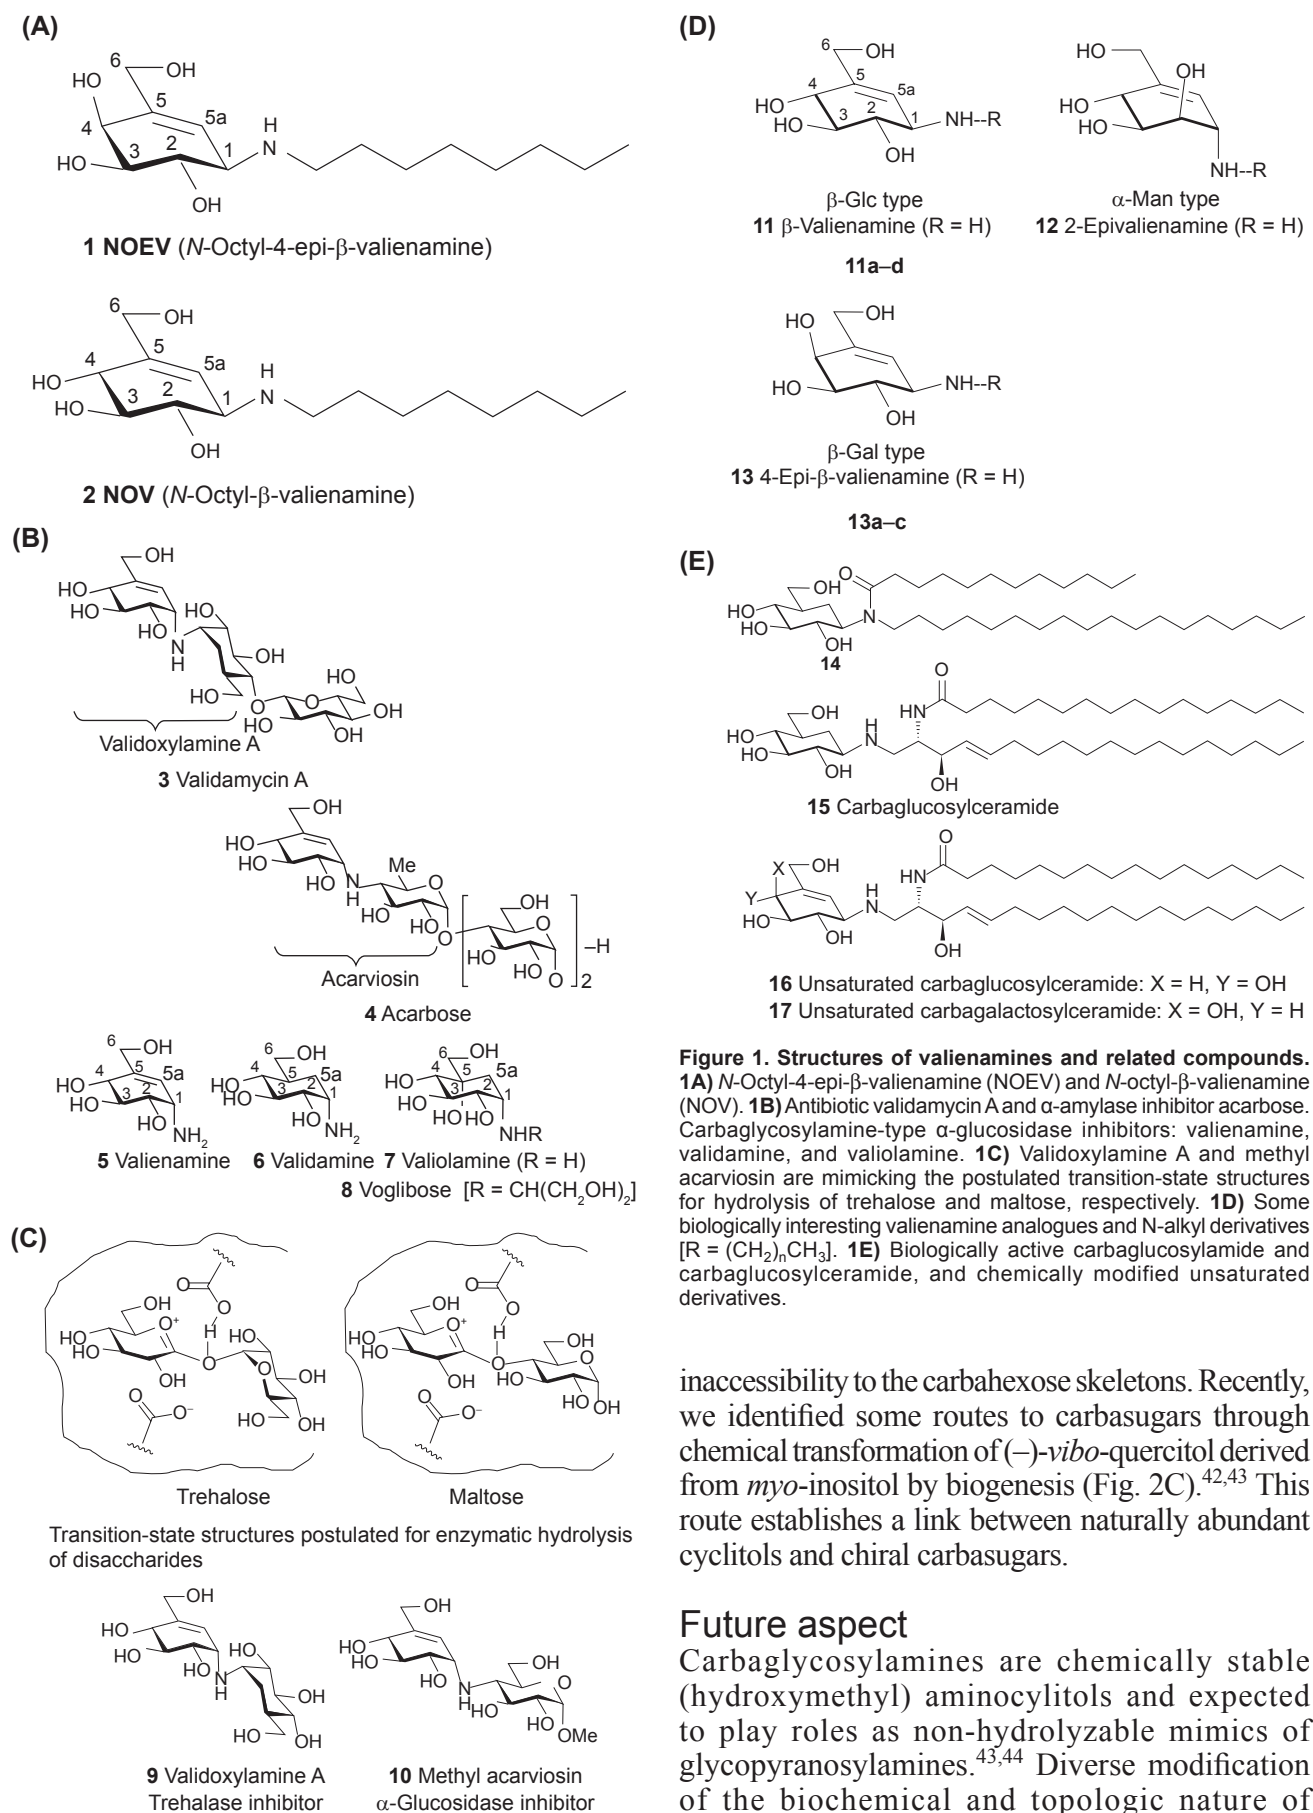 (A)
6
OH
HO
5
5a
4
H
N
3
2
1
HO
OH
1 NOEV (N-Octyl-4-epi-β-valienamine)
6
OH
5
4
5a
H
N
HO
3
2
1
HO
OH
2 NOV (N-Octyl-β-valienamine)
(B)
OH
HO
HO
HO
HO
N
H
OH
HO
O
HO
O
HO
OH
OH
Validoxylamine A
3 Validamycin A
OH
HO
HO
HO
N
H
Me
O
HO
HO
O
OH
O
HO
HO
O
–H
2
Acarviosin
4 Acarbose
6
OH
4
5
5a
HO
2
HO
3
HO
1
NH2
6
OH
4
5
5a
HO
2
HO
3
HO
1
NH2
6
OH
4
5
5a
HO
3
2
HO
1
HO
HO
NHR
5 Valienamine
6 Validamine
7 Valiolamine (R = H)
8 Voglibose [R = CH(CH2OH)2]
(C)
O
O
H
OH
O+
HO
HO
OH
O
HO
O
OH
OH
HO
O
O−
O
O
H
OH
O+
HO
HO
OH
O
OH
O
HO
HO
OH
O
O−
Trehalose
Maltose
Transition-state structures postulated for enzymatic hydrolysis
of disaccharides
OH
HO
HO
HO
HO
N
H
OH
HO
OH
OH
HO
HO
HO
N
H
OH
O
HO
HO
OMe
9 Validoxylamine A
Trehalase inhibitor
10 Methyl acarviosin
α-Glucosidase inhibitor
(D)
6
OH
4
5
5a
HO
HO
3
2
1
NH--R
OH
HO
OH
HO
HO
NH--R
β-Glc type
11 β-Valienamine (R = H)
α-Man type
12 2-Epivalienamine (R = H)
11a–d
OH
HO
HO
NH--R
OH
β-Gal type
13 4-Epi-β-valienamine (R = H)
13a–c
(E)
OH
O
HO
HO
N
OH
14
O
OH
HN
H
N
HO
HO
OH
OH
15 Carbaglucosylceramide
O
X
OH
HN
Y
H
N
HO
OH
OH
16 Unsaturated carbaglucosylceramide: X = H, Y = OH
17 Unsaturated carbagalactosylceramide: X = OH, Y = H
Figure 1. Structures of valienamines and related compounds.
1A) N-Octyl-4-epi-β-valienamine (NOEV) and N-octyl-β-valienamine
(NOV). 1B) Antibiotic validamycin A and α-amylase inhibitor acarbose.
Carbaglycosylamine-type α-glucosidase inhibitors: valienamine,
validamine, and valiolamine. 1C) Validoxylamine A and methyl
acarviosin are mimicking the postulated transition-state structures
for hydrolysis of trehalose and maltose, respectively. 1D) Some
biologically interesting valienamine analogues and N-alkyl derivatives
[R = (CH2)nCH3]. 1E) Biologically active carbaglucosylamide and
carbaglucosylceramide, and chemically modified unsaturated
derivatives.
inaccessibility to the carbahexose skeletons. Recently,
we identified some routes to carbasugars through
chemical transformation of (–)-vibo-quercitol derived
from myo-inositol by biogenesis (Fig. 2C).42,43 This
route establishes a link between naturally abundant
cyclitols and chiral carbasugars.
Future aspect
Carbaglycosylamines are chemically stable
(hydroxymethyl) aminocylitols and expected
to play roles as non-hydrolyzable mimics of
glycopyranosylamines.43,44 Diverse modification
of the biochemical and topologic nature of